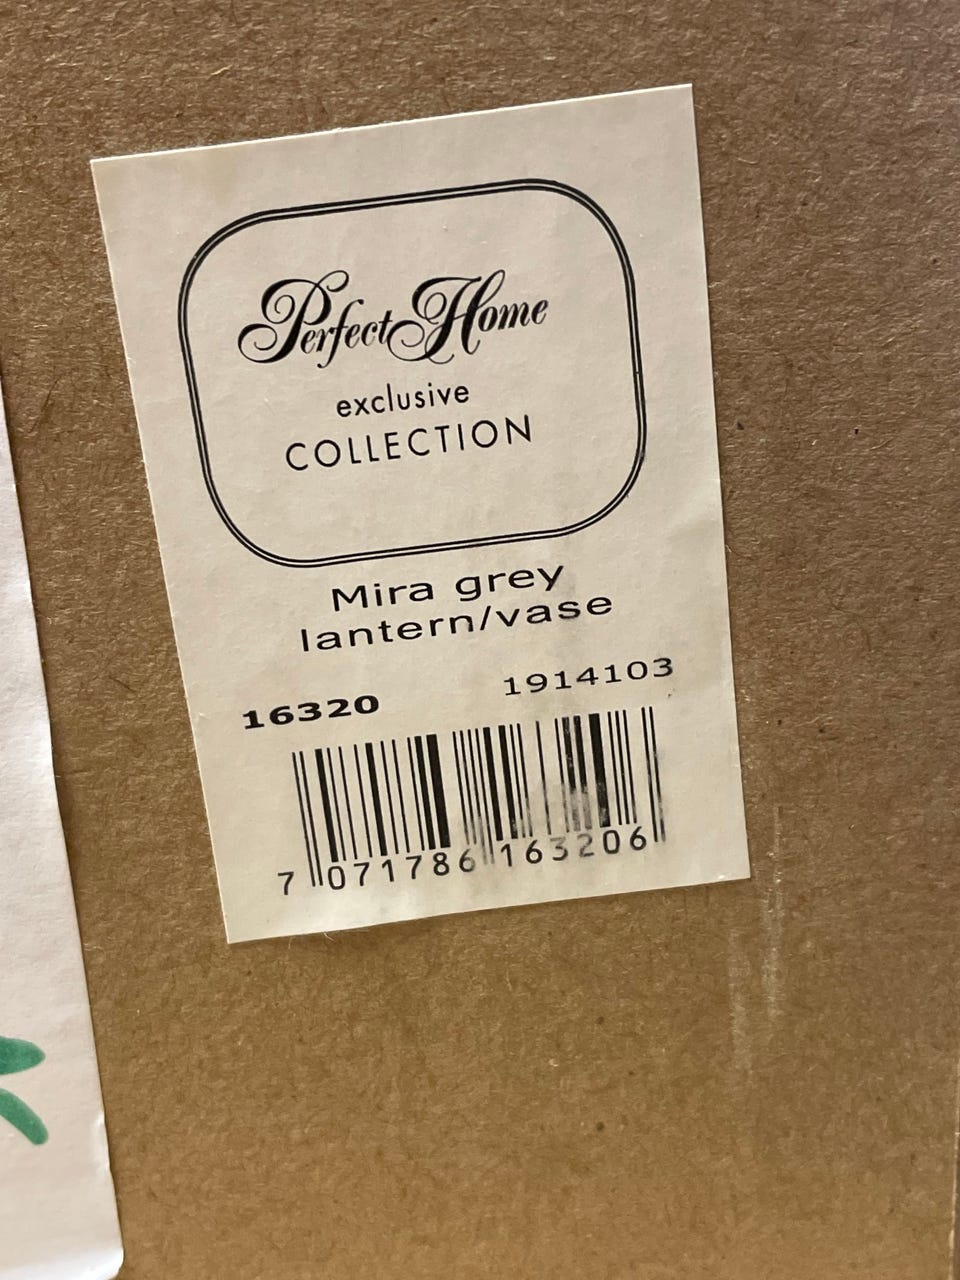 Perfect Home
exclusive
COLLECTION
Mira grey
lantern/vase
16320 1914103
7 071786 163206